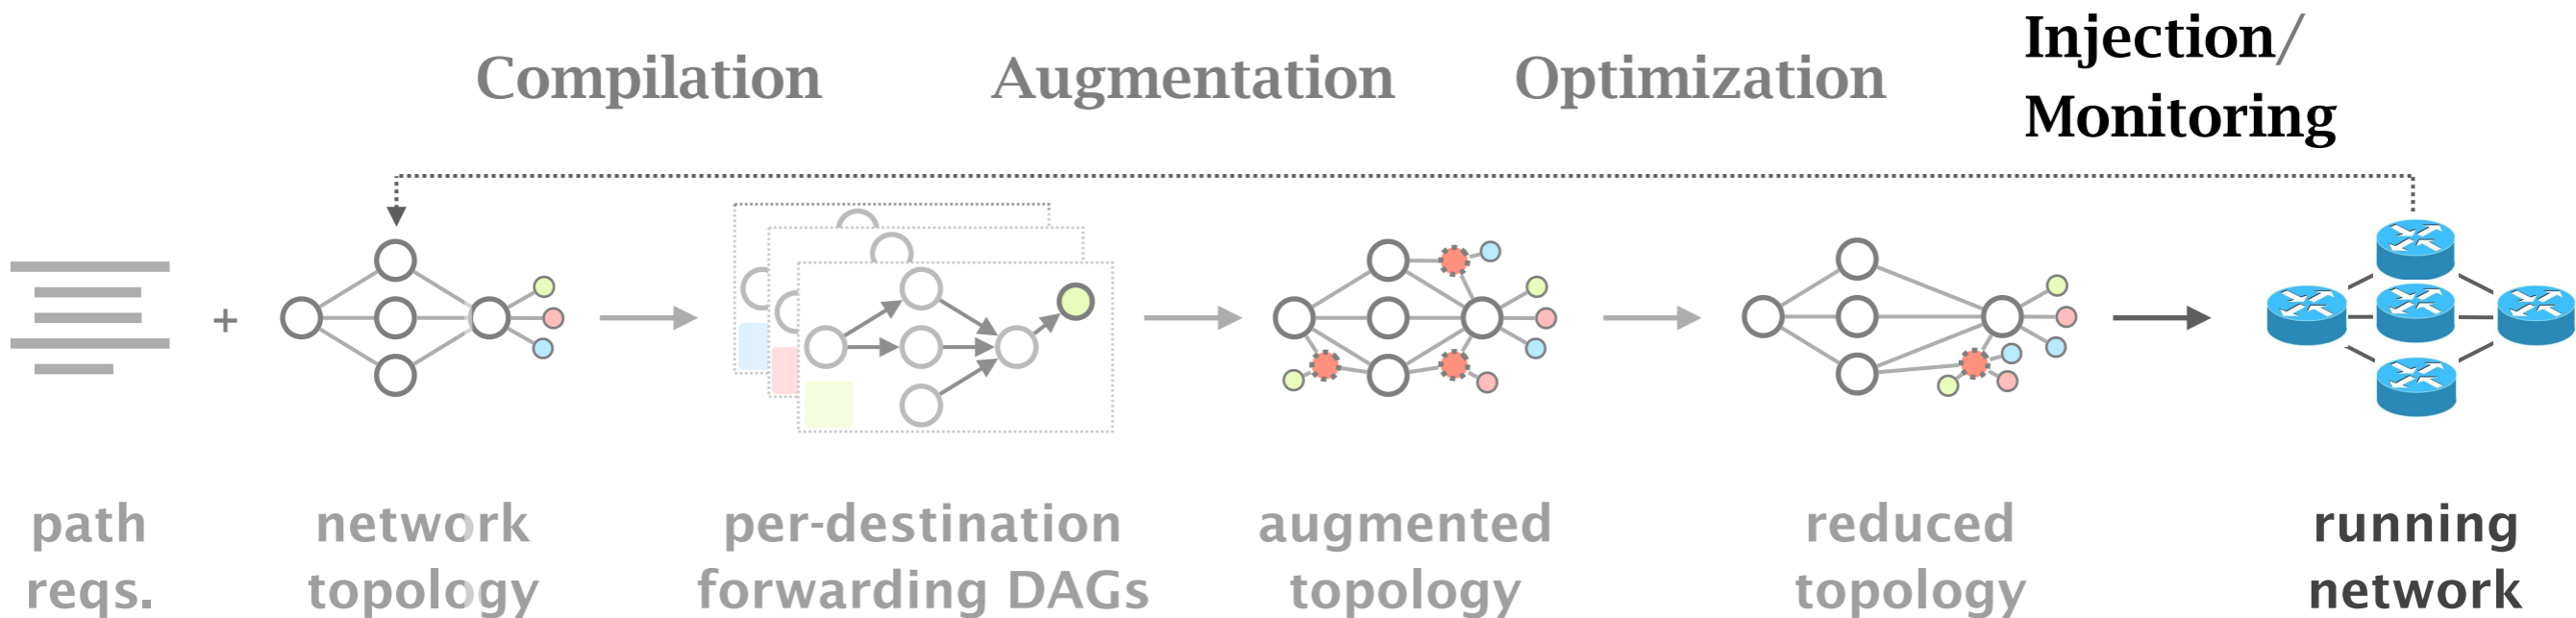 Compilation
Augmentation
Optimization
Injection/
Monitoring
+
path
reqs.
network
topology
per-destination
forwarding DAGs
augmented
topology
reduced
topology
running
network